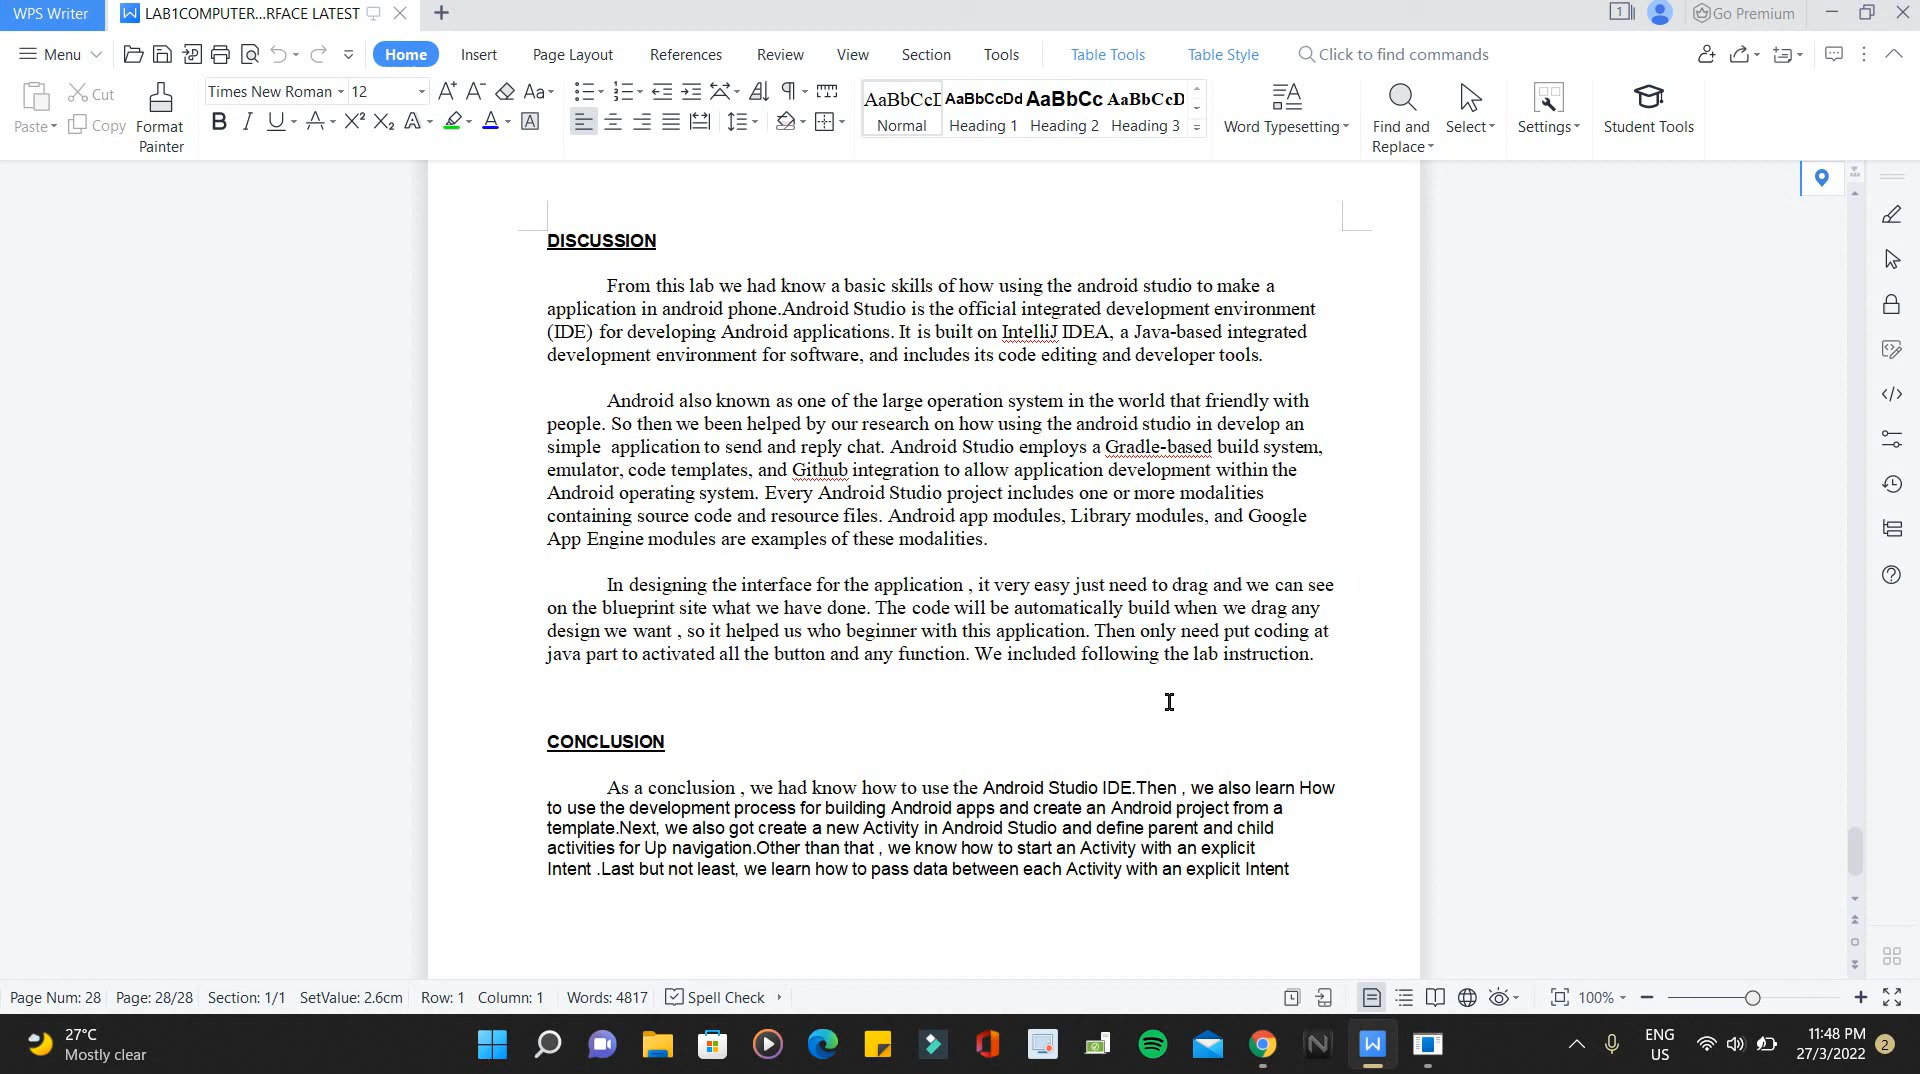 WPS Writer
LAB1COMPUTER...RFACE LATEST
Go Premium
Menu
Home
Insert
Page Layout
References
Review
View
Section
Tools
Table Tools
Table Style
Click to find commands
Paste
Cut
Copy
Format Painter
Times New Roman
12
AaBbCcD
Normal
AaBbCcDd
Heading 1
AaBbCc
Heading 2
AaBbCcD
Heading 3
Word Typesetting
Find and Replace
Select
Settings
Student Tools
DISCUSSION
From this lab we had know a basic skills of how using the android studio to make a
application in android phone.Android Studio is the official integrated development environment
(IDE) for developing Android applications. It is built on IntelliJ IDEA, a Java-based integrated
development environment for software, and includes its code editing and developer tools.
Android also known as one of the large operation system in the world that friendly with
people. So then we been helped by our research on how using the android studio in develop an
simple  application to send and reply chat. Android Studio employs a Gradle-based build system,
emulator, code templates, and Github integration to allow application development within the
Android operating system. Every Android Studio project includes one or more modalities
containing source code and resource files. Android app modules, Library modules, and Google
App Engine modules are examples of these modalities.
In designing the interface for the application , it very easy just need to drag and we can see
on the blueprint site what we have done. The code will be automatically build when we drag any
design we want , so it helped us who beginner with this application. Then only need put coding at
java part to activated all the button and any function. We included following the lab instruction.
CONCLUSION
As a conclusion , we had know how to use the Android Studio IDE.Then , we also learn How
to use the development process for building Android apps and create an Android project from a
template.Next, we also got create a new Activity in Android Studio and define parent and child
activities for Up navigation.Other than that , we know how to start an Activity with an explicit
Intent .Last but not least, we learn how to pass data between each Activity with an explicit Intent
Page Num: 28
Page: 28/28
Section: 1/1
SetValue: 2.6cm
Row: 1
Column: 1
Words: 4817
Spell Check
100%
27°C
Mostly clear
ENG
US
11:48 PM
27/3/2022
2